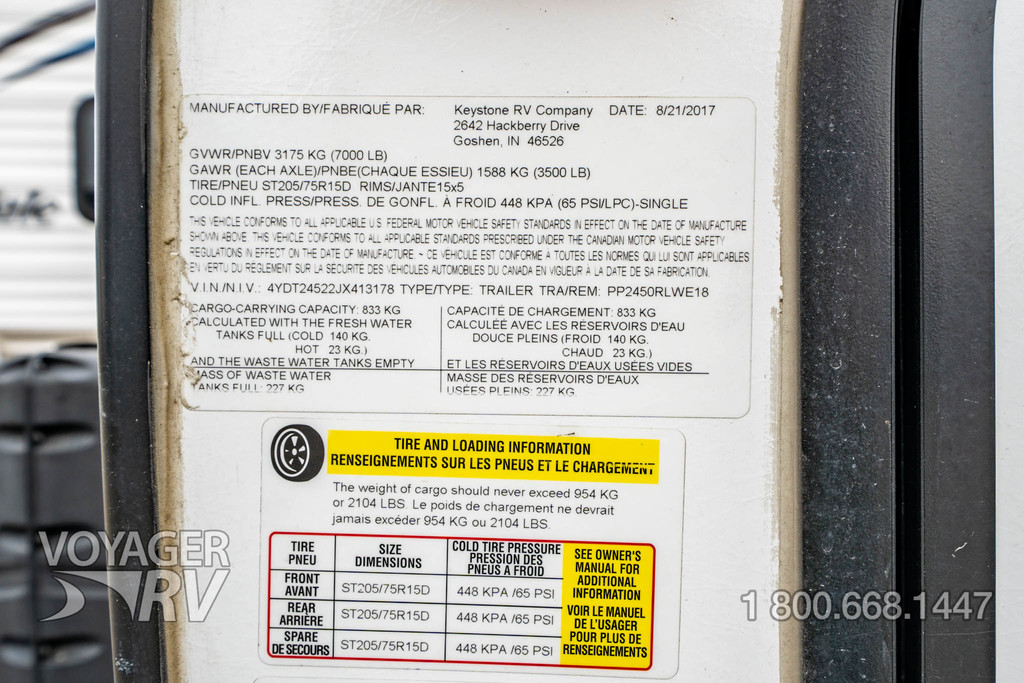 MANUFACTURED BY/FABRIQUÉ PAR: Keystone RV Company DATE: 8/21/2017
2642 Hackberry Drive
Goshen, IN 46526
GVWR/PNBV 3175 KG (7000 LB)
GAWR (EACH AXLE)/PNBE(CHAQUE ESSIEU) 1588 KG (3500 LB)
TIRE/PNEU ST205/75R15D RIMS/JANTE15x5
COLD INFL. PRESS/PRESS. DE GONFL. À FROID 448 KPA (65 PSI/LPC)-SINGLE
THIS VEHICLE CONFORMS TO ALL APPLICABLE U.S. FEDERAL MOTOR VEHICLE SAFETY STANDARDS IN EFFECT ON THE DATE OF MANUFACTURE
SHOWN ABOVE. THIS VEHICLE CONFORMS TO ALL APPLICABLE STANDARDS PRESCRIBED UNDER THE CANADIAN MOTOR VEHICLE SAFETY
REGULATIONS IN EFFECT ON THE DATE OF MANUFACTURE ~ CE VEHICULE EST CONFORME A TOUTES LES NORMES QUI LUI SONT APPLICABLES
EN VERTU DU RÈGLEMENT SUR LA SÉCURITE DES VEHICULES AUTOMOBILES DU CANADA EN VIGUEUR A LA DATE DE SA FABRICATION.
V.I.N./N.I.V.: 4YDT24522JX413178 TYPE/TYPE: TRAILER TRA/REM: PP2450RLWE18
CARGO-CARRYING CAPACITY: 833 KG
CALCULATED WITH THE FRESH WATER
TANKS FULL (COLD 140 KG.
HOT 23 KG.)
AND THE WASTE WATER TANKS EMPTY
MASS OF WASTE WATER
TANKS FULL: 227 KG
CAPACITÉ DE CHARGEMENT: 833 KG
CALCULÉE AVEC LES RÉSERVOIRS D'EAU
DOUCE PLEINS (FROID 140 KG.
CHAUD 23 KG.)
ET LES RÉSERVOIRS D'EAUX USÉES VIDES
MASSE DES RÉSERVOIRS D'EAUX
USÉES PLEINS: 227 KG
TIRE AND LOADING INFORMATION
RENSEIGNEMENTS SUR LES PNEUS ET LE CHARGEMENT
The weight of cargo should never exceed 954 KG
or 2104 LBS. Le poids de chargement ne devrait
jamais excéder 954 KG ou 2104 LBS.
TIRE
PNEU
SIZE
DIMENSIONS
COLD TIRE PRESSURE
PRESSION DES
PNEUS A FROID
FRONT
AVANT
ST205/75R15D
448 KPA /65 PSI
REAR
ARRIÈRE
ST205/75R15D
448 KPA /65 PSI
SPARE
DE SECOURS
ST205/75R15D
448 KPA /65 PSI
SEE OWNER'S
MANUAL FOR
ADDITIONAL
INFORMATION
VOIR LE MANUEL
DE L'USAGER
POUR PLUS DE
RENSEIGNEMENTS
VOYAGER
RV
1 800.668.1447